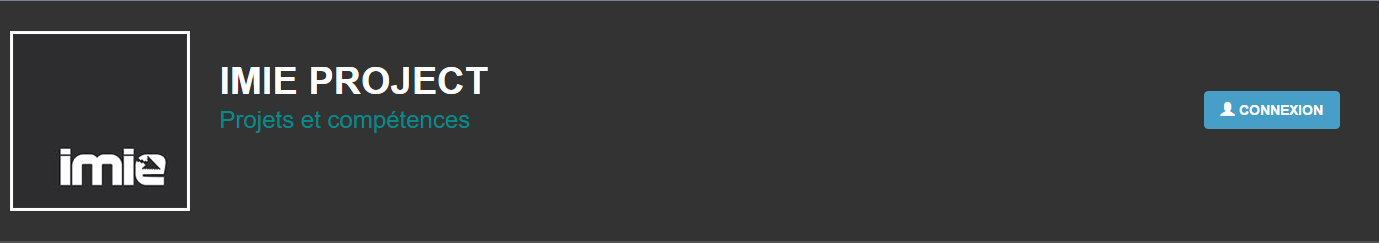 IMIE PROJECT
Projets et compétences
imie
CONNEXION